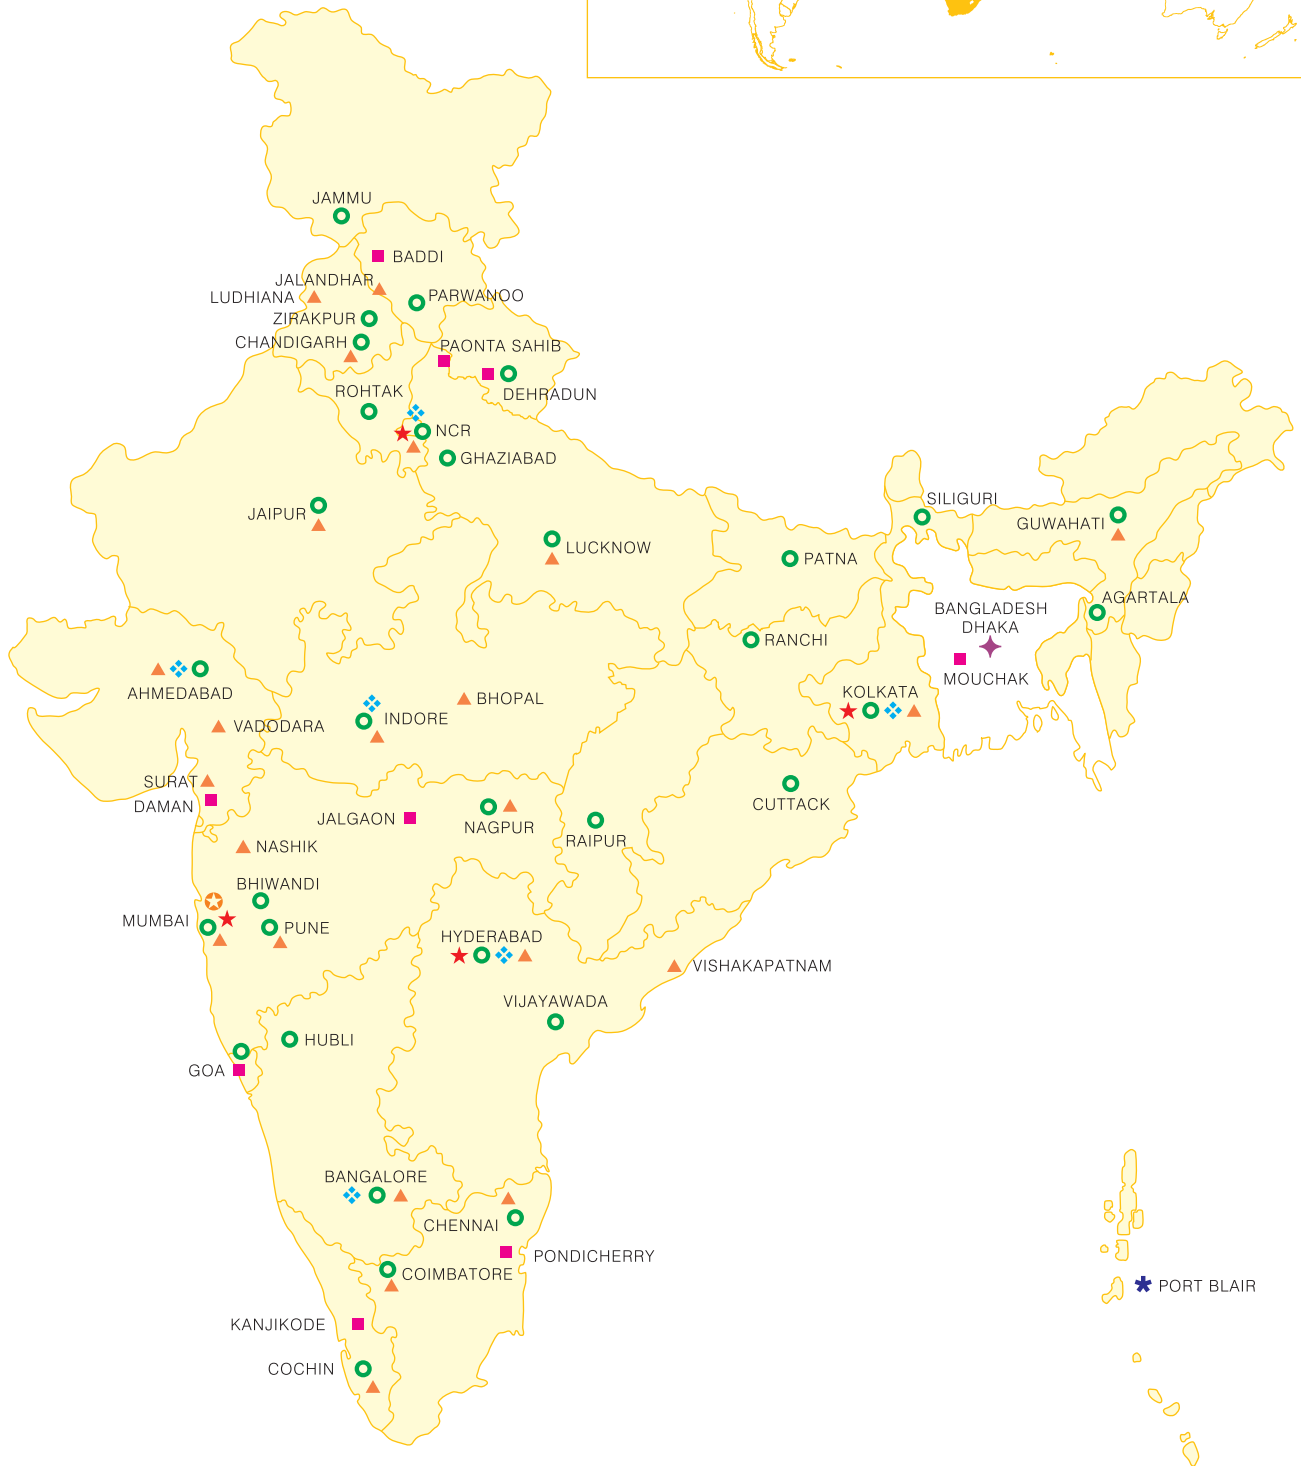 JAMMU
BADDI
JALANDHAR
LUDHIANA
PARWANOO
ZIRAKPUR
CHANDIGARH
PAONTA SAHIB
ROHTAK
DEHRADUN
NCR
GHAZIABAD
SILIGURI
JAIPUR
GUWAHATI
LUCKNOW
PATNA
AGARTALA
BANGLADESH
DHAKA
RANCHI
MOUCHAK
AHMEDABAD
KOLKATA
BHOPAL
INDORE
VADODARA
SURAT
DAMAN
CUTTACK
JALGAON
NAGPUR
RAIPUR
NASHIK
BHIWANDI
MUMBAI
PUNE
HYDERABAD
VISHAKAPATNAM
VIJAYAWADA
HUBLI
GOA
BANGALORE
CHENNAI
PONDICHERRY
COIMBATORE
PORT BLAIR
KANJIKODE
COCHIN